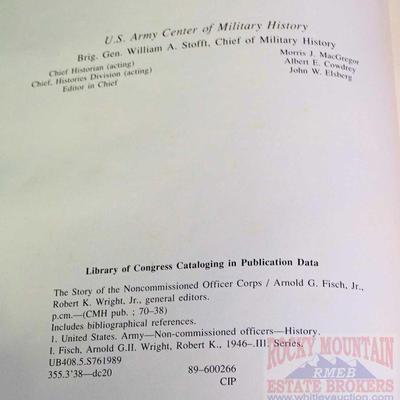 U.S. Army Center of Military History
Brig. Gen. William A. Stofft, Chief of Military History
Chief Historian (acting) Morris J. MacGregor
Chief, Histories Division (acting) Albert E. Cowdrey
Editor in Chief John W. Elsberg
Library of Congress Cataloging in Publication Data
The Story of the Noncommissioned Officer Corps / Arnold G. Fisch, Jr.,
Robert K. Wright, Jr., general editors.
p.cm.—(CMH pub. ; 70–38)
Includes bibliographical references.
1. United States. Army—Non-commissioned officers—History.
I. Fisch, Arnold G.II. Wright, Robert K., 1946–.III. Series.
UB408.5.S761989
355.3'38—dc20 89-600266
CIP
ROCKY MOUNTAIN
RMEB
ESTATE BROKERS
www.whitleyauction.com